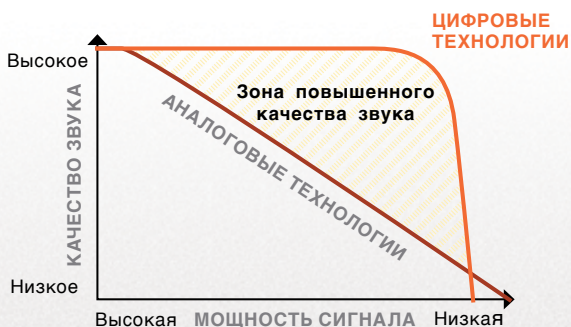 ЦИФРОВЫЕ
ТЕХНОЛОГИИ
Высокое
Зона повышенного
качества звука
АНАЛОГОВЫЕ ТЕХНОЛОГИИ
КАЧЕСТВО ЗВУКА
Низкое
Высокая МОЩНОСТЬ СИГНАЛА Низкая